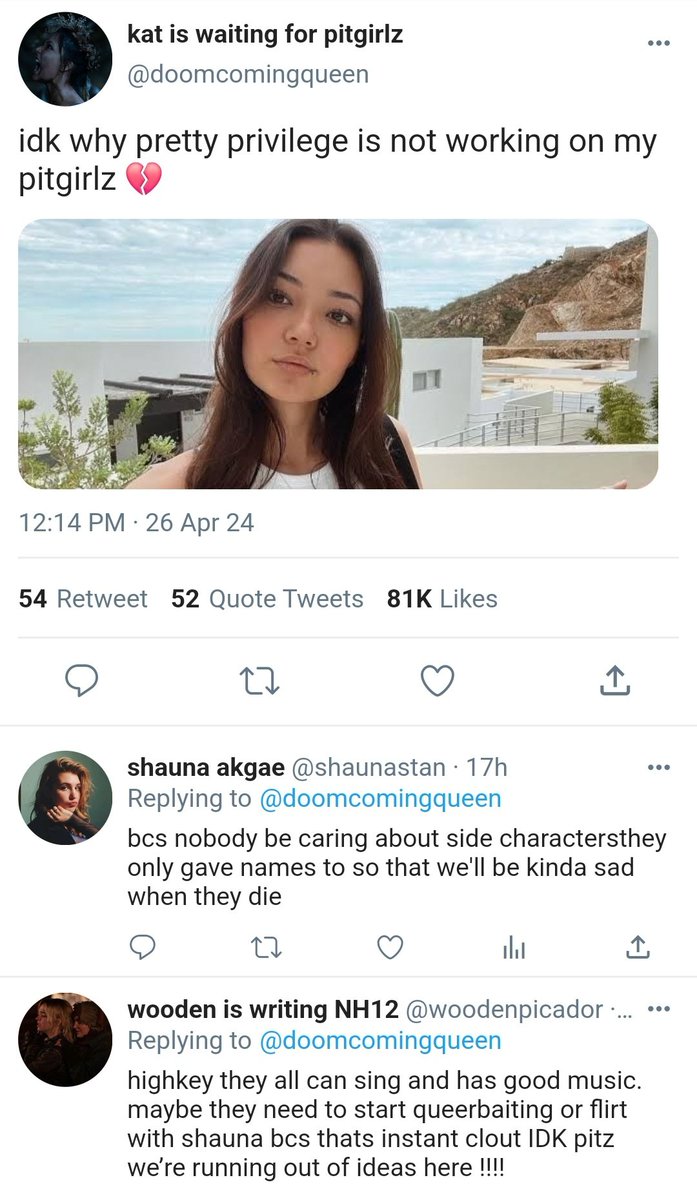 kat is waiting for pitgirlz
@doomcomingqueen
idk why pretty privilege is not working on my
pitgirlz 💔
12:14 PM · 26 Apr 24
54 Retweet 52 Quote Tweets 81K Likes
shauna akgae @shaunastan · 17h
Replying to @doomcomingqueen
bcs nobody be caring about side charactersthey
only gave names to so that we'll be kinda sad
when they die
wooden is writing NH12 @woodenpicador ·...
Replying to @doomcomingqueen
highkey they all can sing and has good music.
maybe they need to start queerbaiting or flirt
with shauna bcs thats instant clout IDK pitz
we’re running out of ideas here !!!!